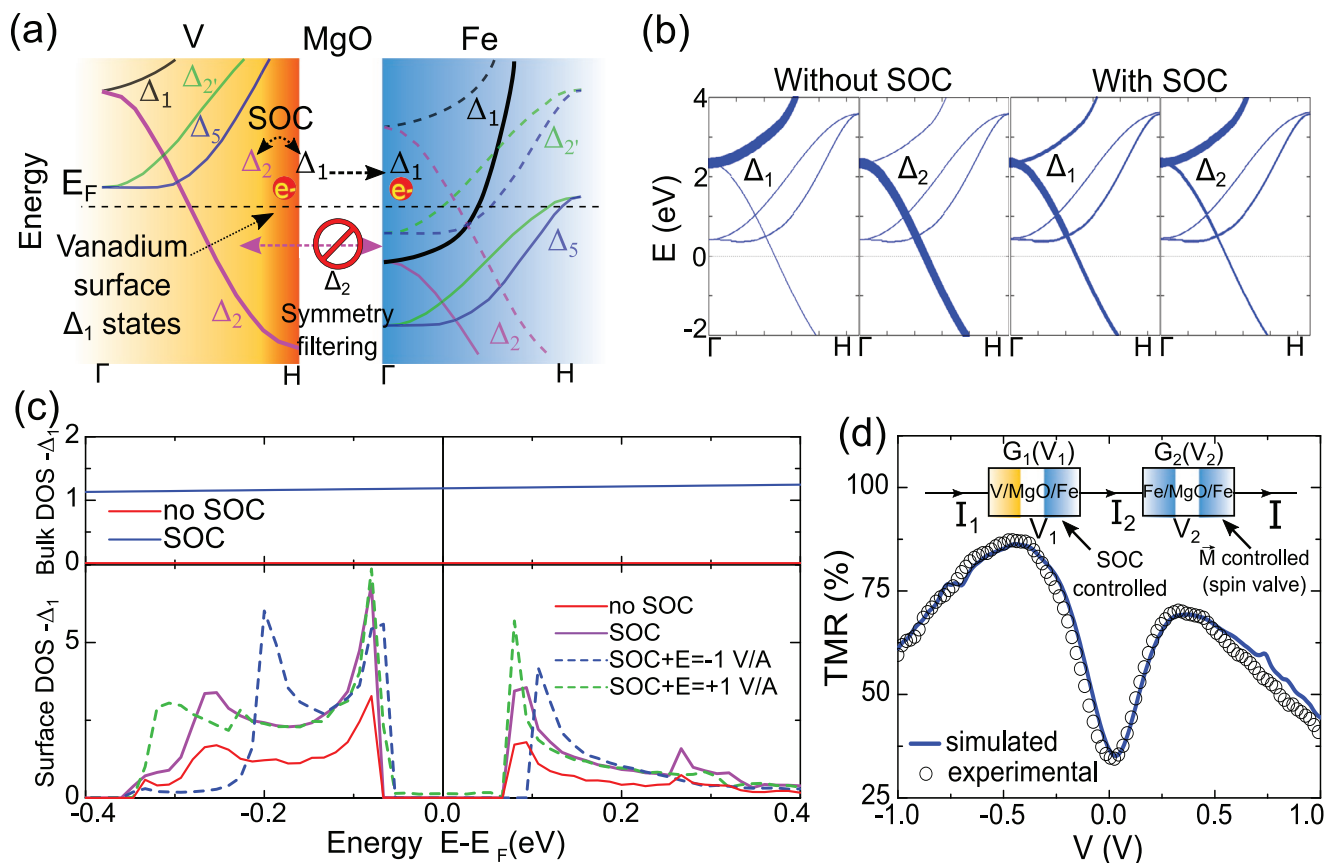 (a)
V
MgO
Fe
Energy
E_F
Δ₁
Δ₂'
Δ₅
SOC
Δ₂
Δ₁
Δ₁
e-
e-
Vanadium
surface
Δ₁ states
Δ₂
Δ₂
Symmetry
filtering
Δ₁
Δ₂'
Δ₅
Δ₂
Γ
H
Γ
H
(b)
Without SOC
With SOC
E (eV)
4
2
0
-2
Δ₁
Δ₂
Δ₁
Δ₂
Γ
H Γ
H Γ
H Γ
H
(c)
Bulk DOS -Δ₁
2
1
0
no SOC
SOC
Surface DOS -Δ₁
5
0
no SOC
SOC
SOC+E=-1 V/A
SOC+E=+1 V/A
-0.4
-0.2
0.0
0.2
0.4
Energy E-E_F(eV)
(d)
TMR (%)
100
75
50
25
G₁(V₁)
G₂(V₂)
V/MgO/Fe
Fe/MgO/Fe
I₁
V₁
I₂
V₂
I
SOC
controlled
M⃗ controlled
(spin valve)
simulated
experimental
-1.0
-0.5
0.0
0.5
1.0
V (V)